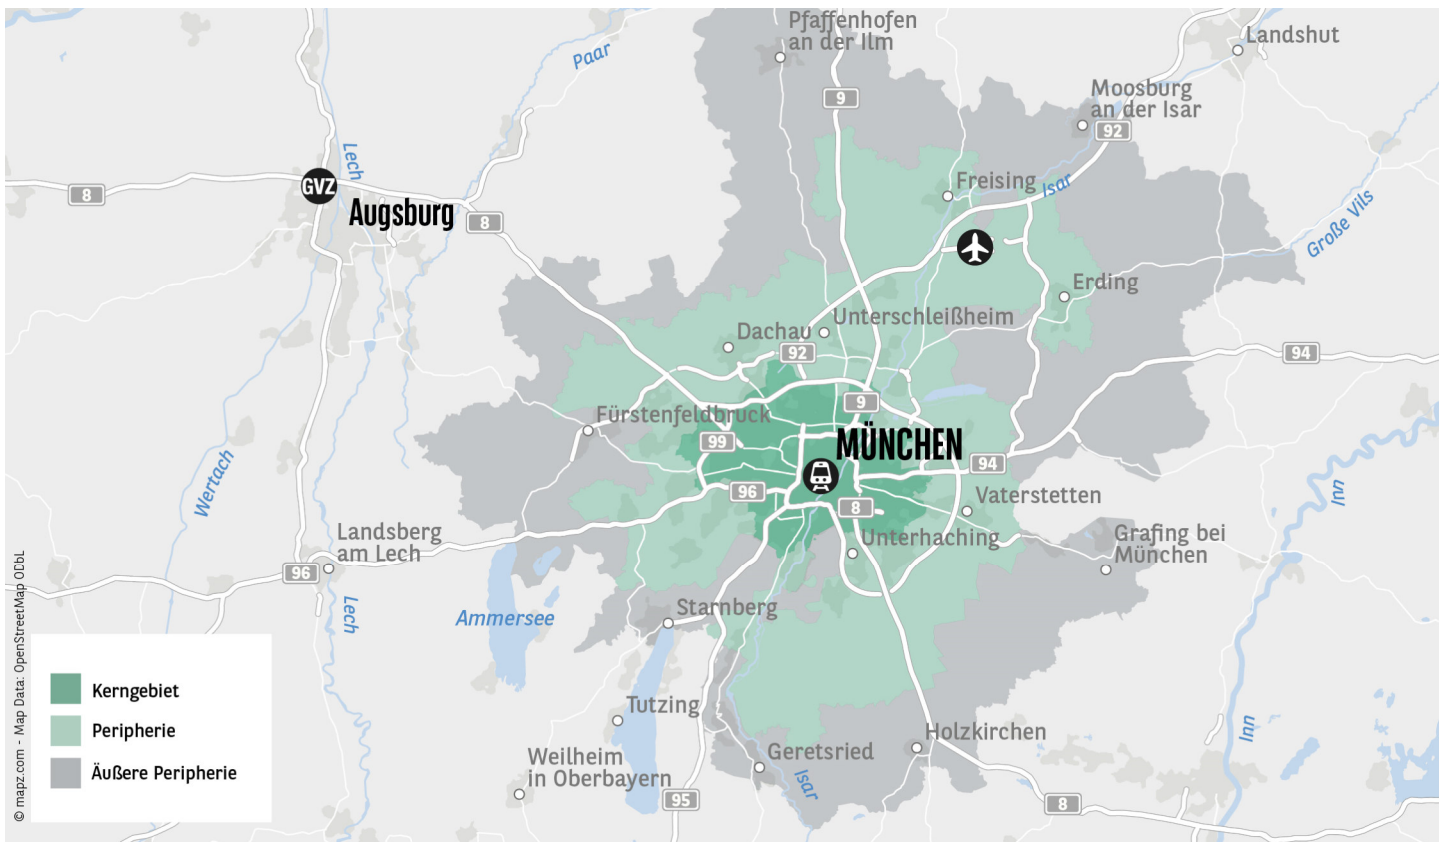 Pfaffenhofen
an der Ilm
Landshut
Paar
Moosburg
an der Isar
9
92
Lech
GVZ
8
Augsburg
8
Freising
Isar
Große Vils
Erding
Unterschleißheim
Dachau
92
94
Fürstenfeldbruck
9
99
MÜNCHEN
94
Wertach
96
8
Vaterstetten
Inn
Landsberg
am Lech
Unterhaching
Grafing bei
München
96
Lech
Ammersee
Starnberg
Kerngebiet
Peripherie
Äußere Peripherie
Tutzing
Inn
Holzkirchen
Weilheim
in Oberbayern
Geretsried
Isar
95
8
© mapz.com - Map Data: OpenStreetMap ODbL